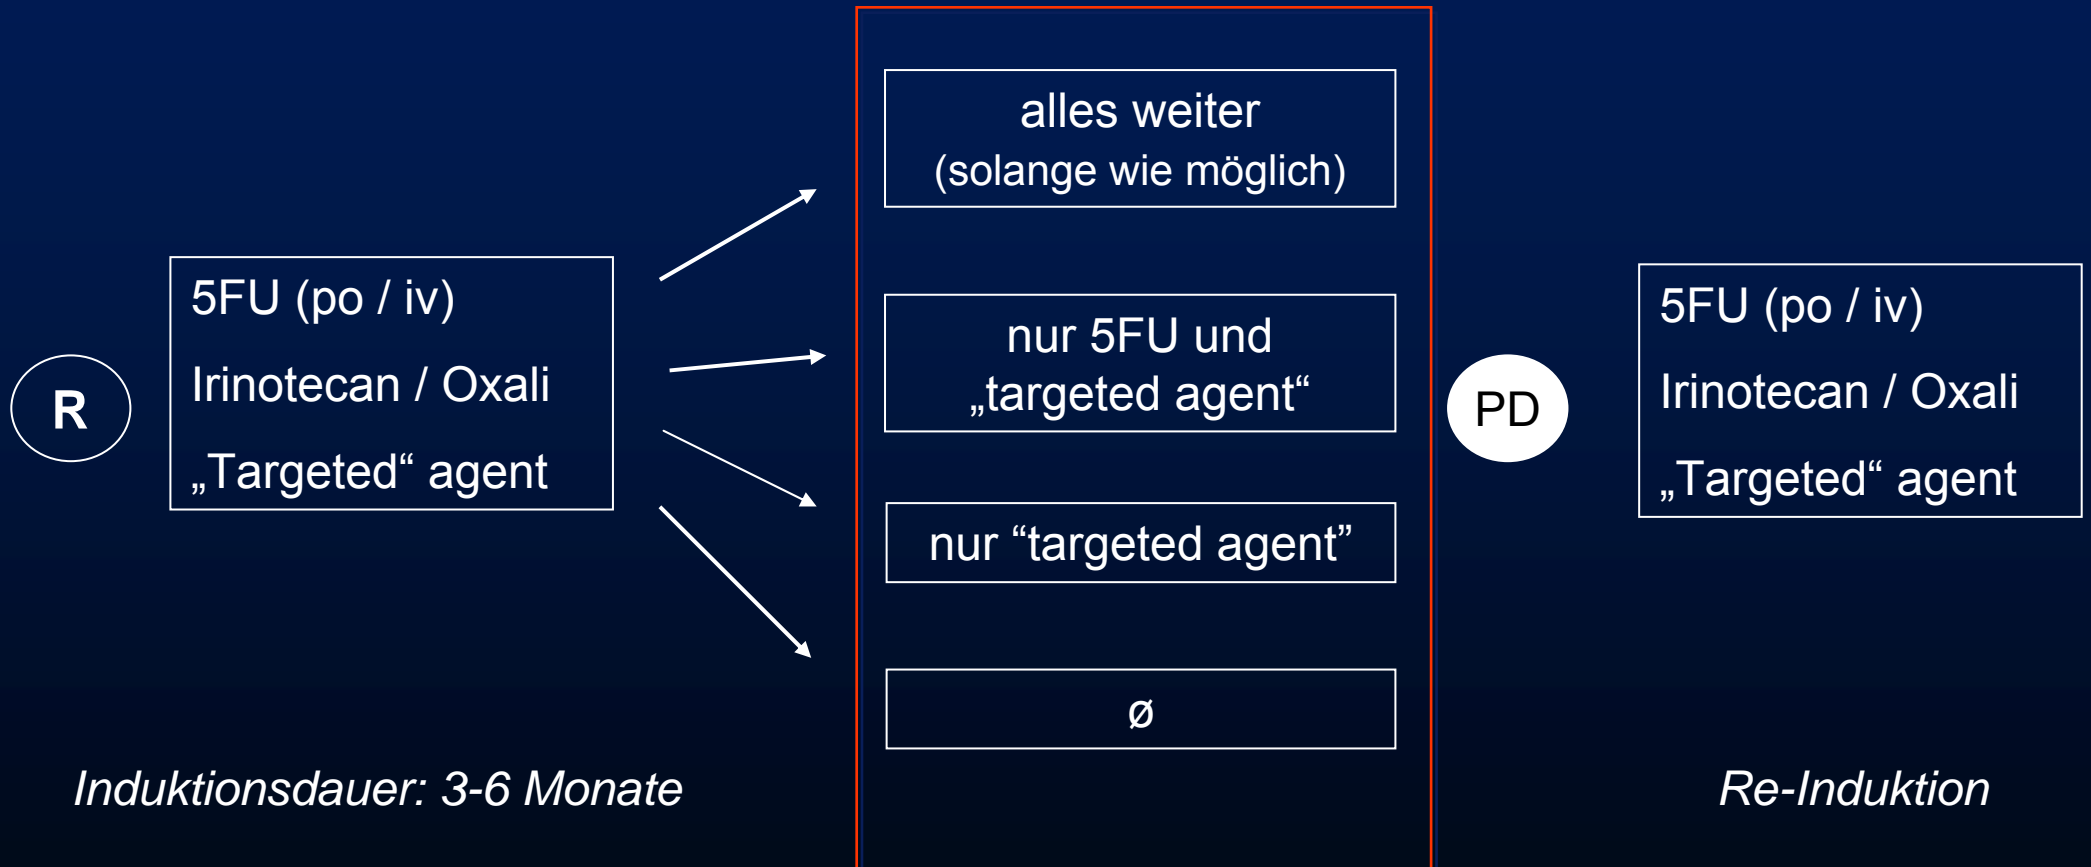 R
5FU (po / iv)
Irinotecan / Oxali
„Targeted“ agent
Induktionsdauer: 3-6 Monate
alles weiter
(solange wie möglich)
nur 5FU und
„targeted agent“
nur “targeted agent”
ø
PD
5FU (po / iv)
Irinotecan / Oxali
„Targeted“ agent
Re-Induktion